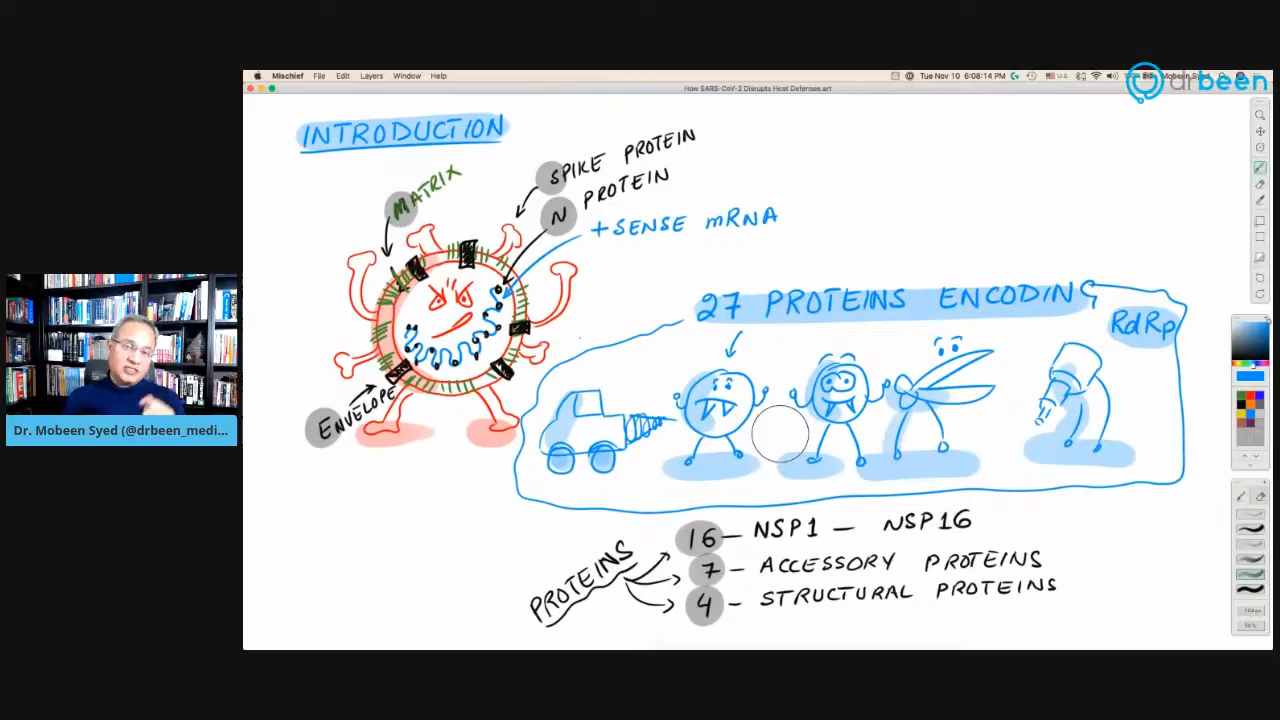 Mischief File Edit Layers Window Help
Tue Nov 10 6:08:14 PM
Mobeen Syed
drbeen
How SARS-CoV-2 Disrupts Host Defenses.art
INTRODUCTION
MATRIX
SPIKE PROTEIN
N PROTEIN
+SENSE mRNA
27 PROTEINS ENCODING
RdRp
ENVELOPE
Dr. Mobeen Syed (@drbeen_medi...
PROTEINS
16 - NSP1 - NSP16
7 - ACCESSORY PROTEINS
4 - STRUCTURAL PROTEINS